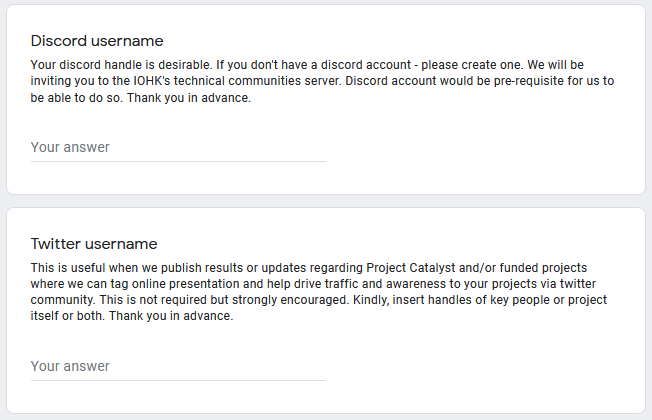 Discord username
Your discord handle is desirable. If you don't have a discord account - please create one. We will be
inviting you to the IOHK's technical communities server. Discord account would be pre-requisite for us to
be able to do so. Thank you in advance.
Your answer
Twitter username
This is useful when we publish results or updates regarding Project Catalyst and/or funded projects
where we can tag online presentation and help drive traffic and awareness to your projects via twitter
community. This is not required but strongly encouraged. Kindly, insert handles of key people or project
itself or both. Thank you in advance.
Your answer